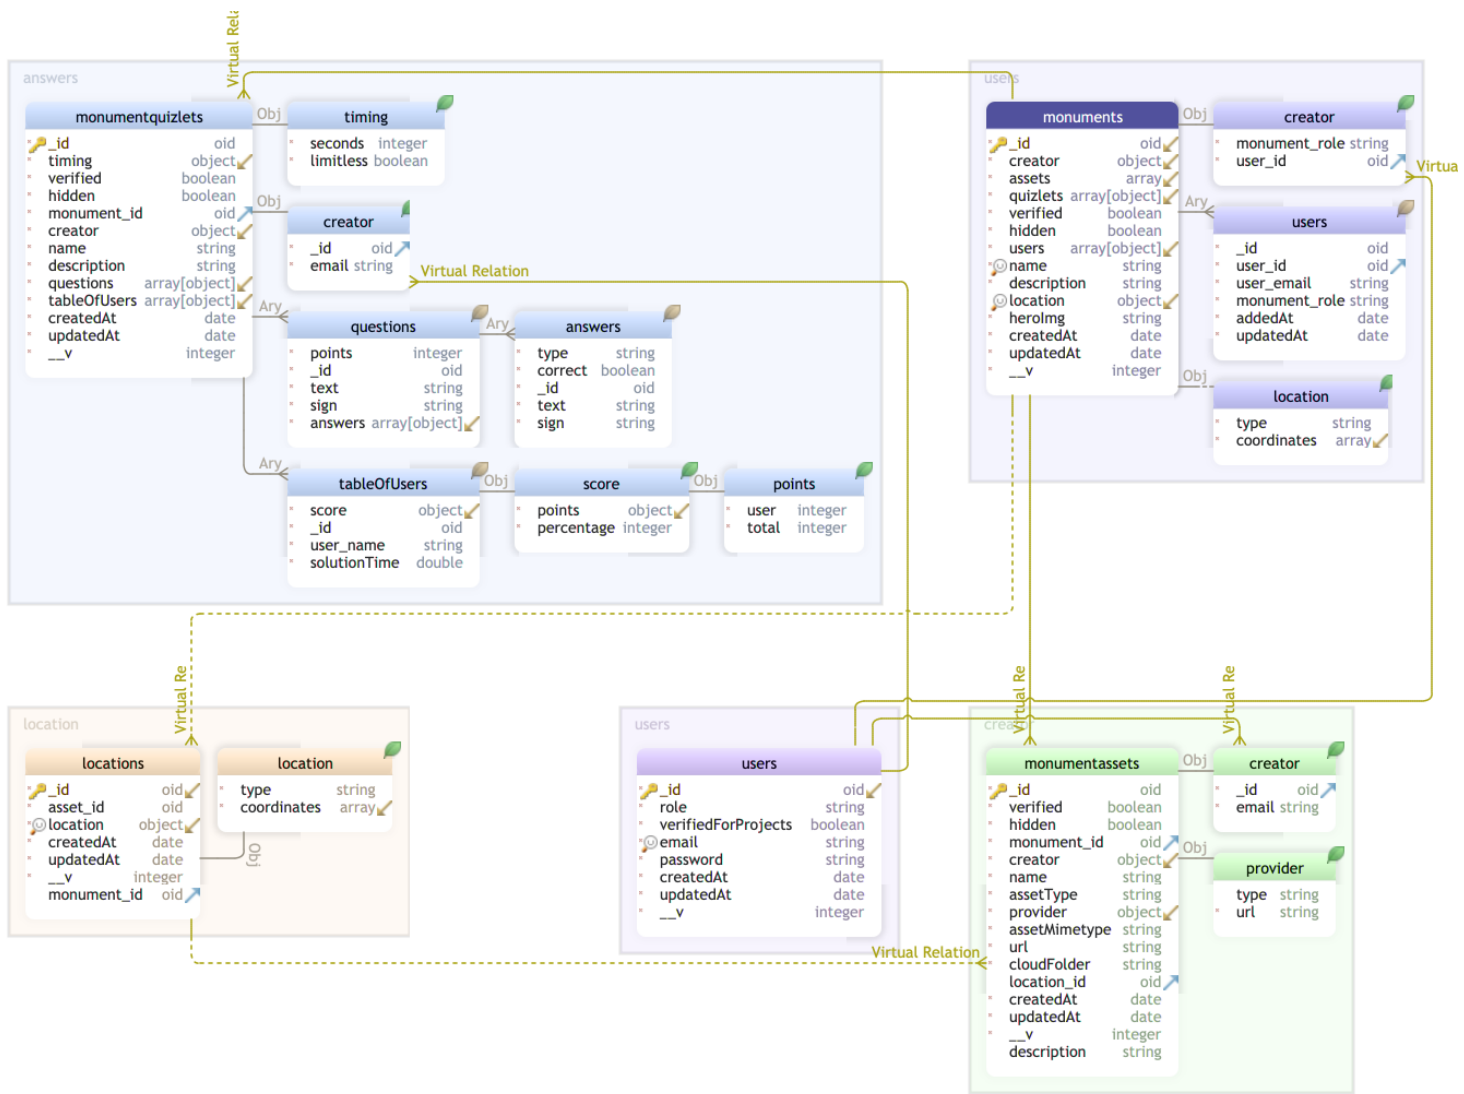 Virtual Rela
answers
monumentquizlets
_id oid
timing object
verified boolean
hidden boolean
monument_id oid
creator object
name string
description string
questions array[object]
tableOfUsers array[object]
createdAt date
updatedAt date
__v integer
Obj
timing
seconds integer
limitless boolean
Obj
creator
_id oid
email string
Virtual Relation
Ary
questions
points integer
_id oid
text string
sign string
answers array[object]
Ary
answers
type string
correct boolean
_id oid
text string
sign string
Ary
tableOfUsers
score object
_id oid
user_name string
solutionTime double
Obj
score
points object
percentage integer
Obj
points
user integer
total integer
users
monuments
_id oid
creator object
assets array
quizlets array[object]
verified boolean
hidden boolean
users array[object]
name string
description string
location object
heroImg string
createdAt date
updatedAt date
__v integer
Obj
creator
monument_role string
user_id oid
Virtua
Ary
users
_id oid
user_id oid
user_email string
monument_role string
addedAt date
updatedAt date
Obj
location
type string
coordinates array
Virtual Re
location
locations
_id oid
asset_id oid
location object
createdAt date
updatedAt date
__v integer
monument_id oid
location
type string
coordinates array
Obj
users
users
_id oid
role string
verifiedForProjects boolean
email string
password string
createdAt date
updatedAt date
__v integer
Virtual Relation
Virtual Re
Virtual Re
creator
monumentassets
_id oid
verified boolean
hidden boolean
monument_id oid
creator object
name string
assetType string
provider object
assetMimetype string
url string
cloudFolder string
location_id oid
createdAt date
updatedAt date
__v integer
description string
Obj
creator
_id oid
email string
Obj
provider
type string
url string